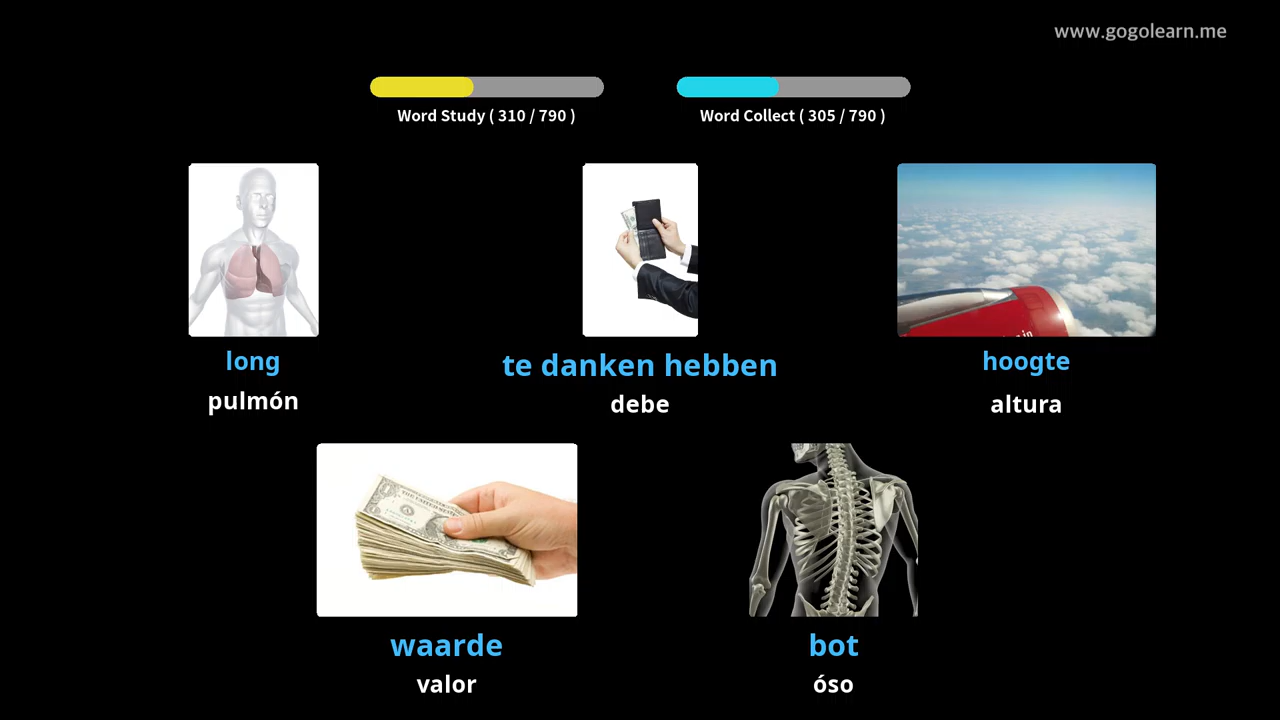 www.gogolearn.me
Word Study ( 310 / 790 )
Word Collect ( 305 / 790 )
long
pulmón
te danken hebben
debe
hoogte
altura
waarde
valor
bot
óso